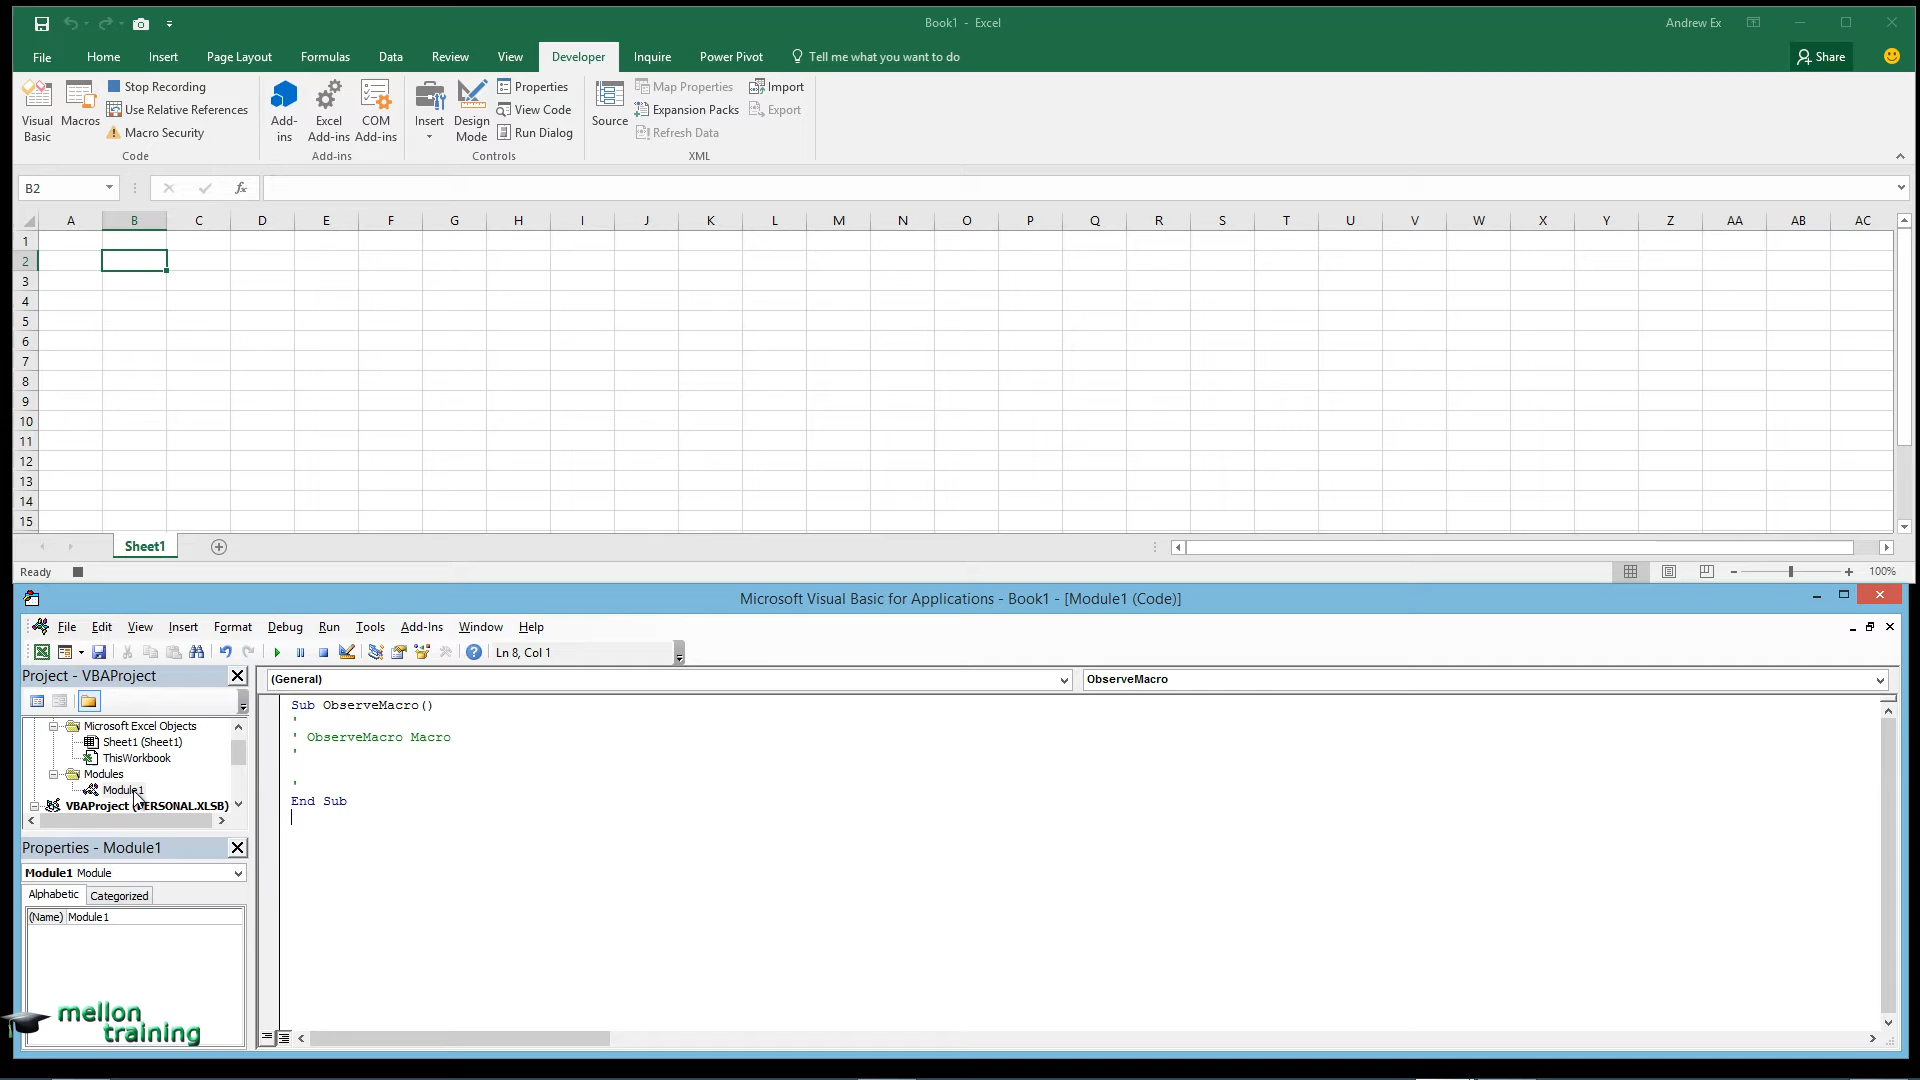 Book1 - Excel
Andrew Ex
File Home Insert Page Layout Formulas Data Review View Developer Inquire Power Pivot Tell me what you want to do Share
Visual Basic
Macros
Stop Recording
Use Relative References
Macro Security
Code
Add-ins
Excel Add-ins
COM Add-ins
Add-ins
Insert
Design Mode
Properties
View Code
Run Dialog
Controls
Source
Map Properties
Expansion Packs
Refresh Data
Import
Export
XML
B2 fx
A B C D E F G H I J K L M N O P Q R S T U V W X Y Z AA AB AC
1
2
3
4
5
6
7
8
9
10
11
12
13
14
15
Sheet1
Ready 100%
Microsoft Visual Basic for Applications - Book1 - [Module1 (Code)]
File Edit View Insert Format Debug Run Tools Add-Ins Window Help
Ln 8, Col 1
Project - VBAProject
Microsoft Excel Objects
Sheet1 (Sheet1)
ThisWorkbook
Modules
Module1
VBAProject (PERSONAL.XLSB)
Properties - Module1
Module1 Module
Alphabetic Categorized
(Name) Module1
(General) ObserveMacro
Sub ObserveMacro()
'
' ObserveMacro Macro
'
'
End Sub
mellon
training